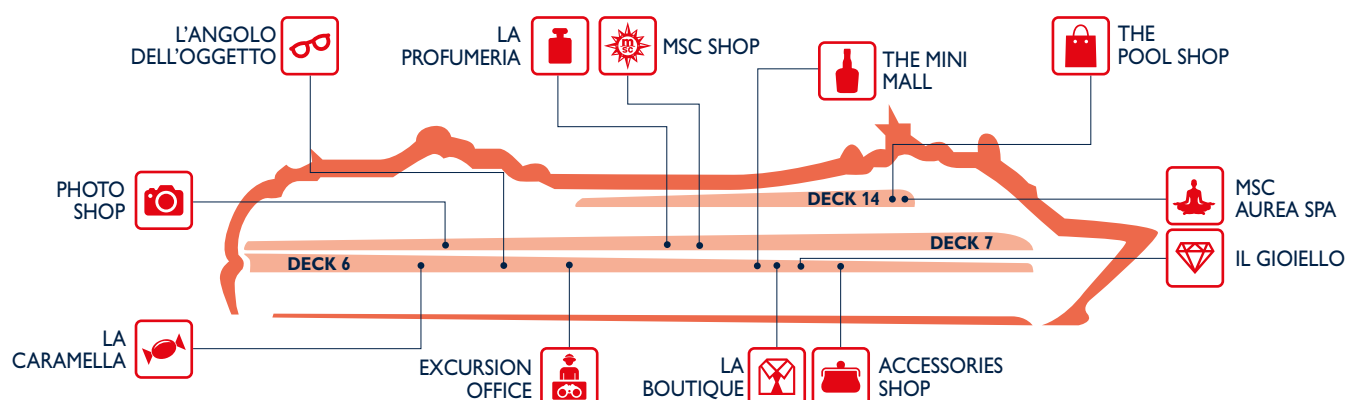 L'ANGOLO
DELL'OGGETTO
LA
PROFUMERIA
msc
MSC SHOP
THE MINI
MALL
THE
POOL SHOP
PHOTO
SHOP
DECK 14
MSC
AUREA SPA
DECK 7
DECK 6
IL GIOIELLO
LA
CARAMELLA
EXCURSION
OFFICE
LA
BOUTIQUE
ACCESSORIES
SHOP